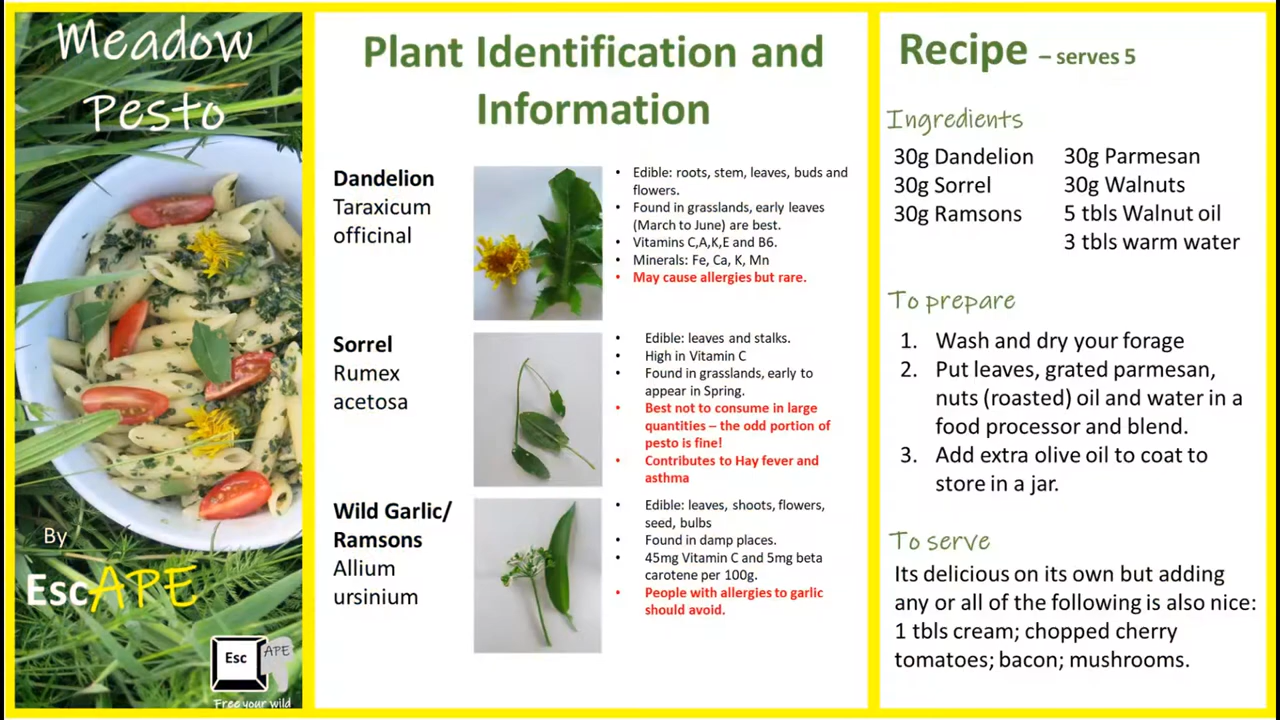 Meadow
Pesto
By
EscAPE
Esc APE
Free your wild
Plant Identification and
Information
Dandelion
Taraxicum
officinal
• Edible: roots, stem, leaves, buds and
flowers.
• Found in grasslands, early leaves
(March to June) are best.
• Vitamins C,A,K,E and B6.
• Minerals: Fe, Ca, K, Mn
• May cause allergies but rare.
Sorrel
Rumex
acetosa
• Edible: leaves and stalks.
• High in Vitamin C
• Found in grasslands, early to
appear in Spring.
• Best not to consume in large
quantities – the odd portion of
pesto is fine!
• Contributes to Hay fever and
asthma
Wild Garlic/
Ramsons
Allium
ursinium
• Edible: leaves, shoots, flowers,
seed, bulbs
• Found in damp places.
• 45mg Vitamin C and 5mg beta
carotene per 100g.
• People with allergies to garlic
should avoid.
Recipe – serves 5
Ingredients
30g Dandelion
30g Sorrel
30g Ramsons
30g Parmesan
30g Walnuts
5 tbls Walnut oil
3 tbls warm water
To prepare
1. Wash and dry your forage
2. Put leaves, grated parmesan,
nuts (roasted) oil and water in a
food processor and blend.
3. Add extra olive oil to coat to
store in a jar.
To serve
Its delicious on its own but adding
any or all of the following is also nice:
1 tbls cream; chopped cherry
tomatoes; bacon; mushrooms.